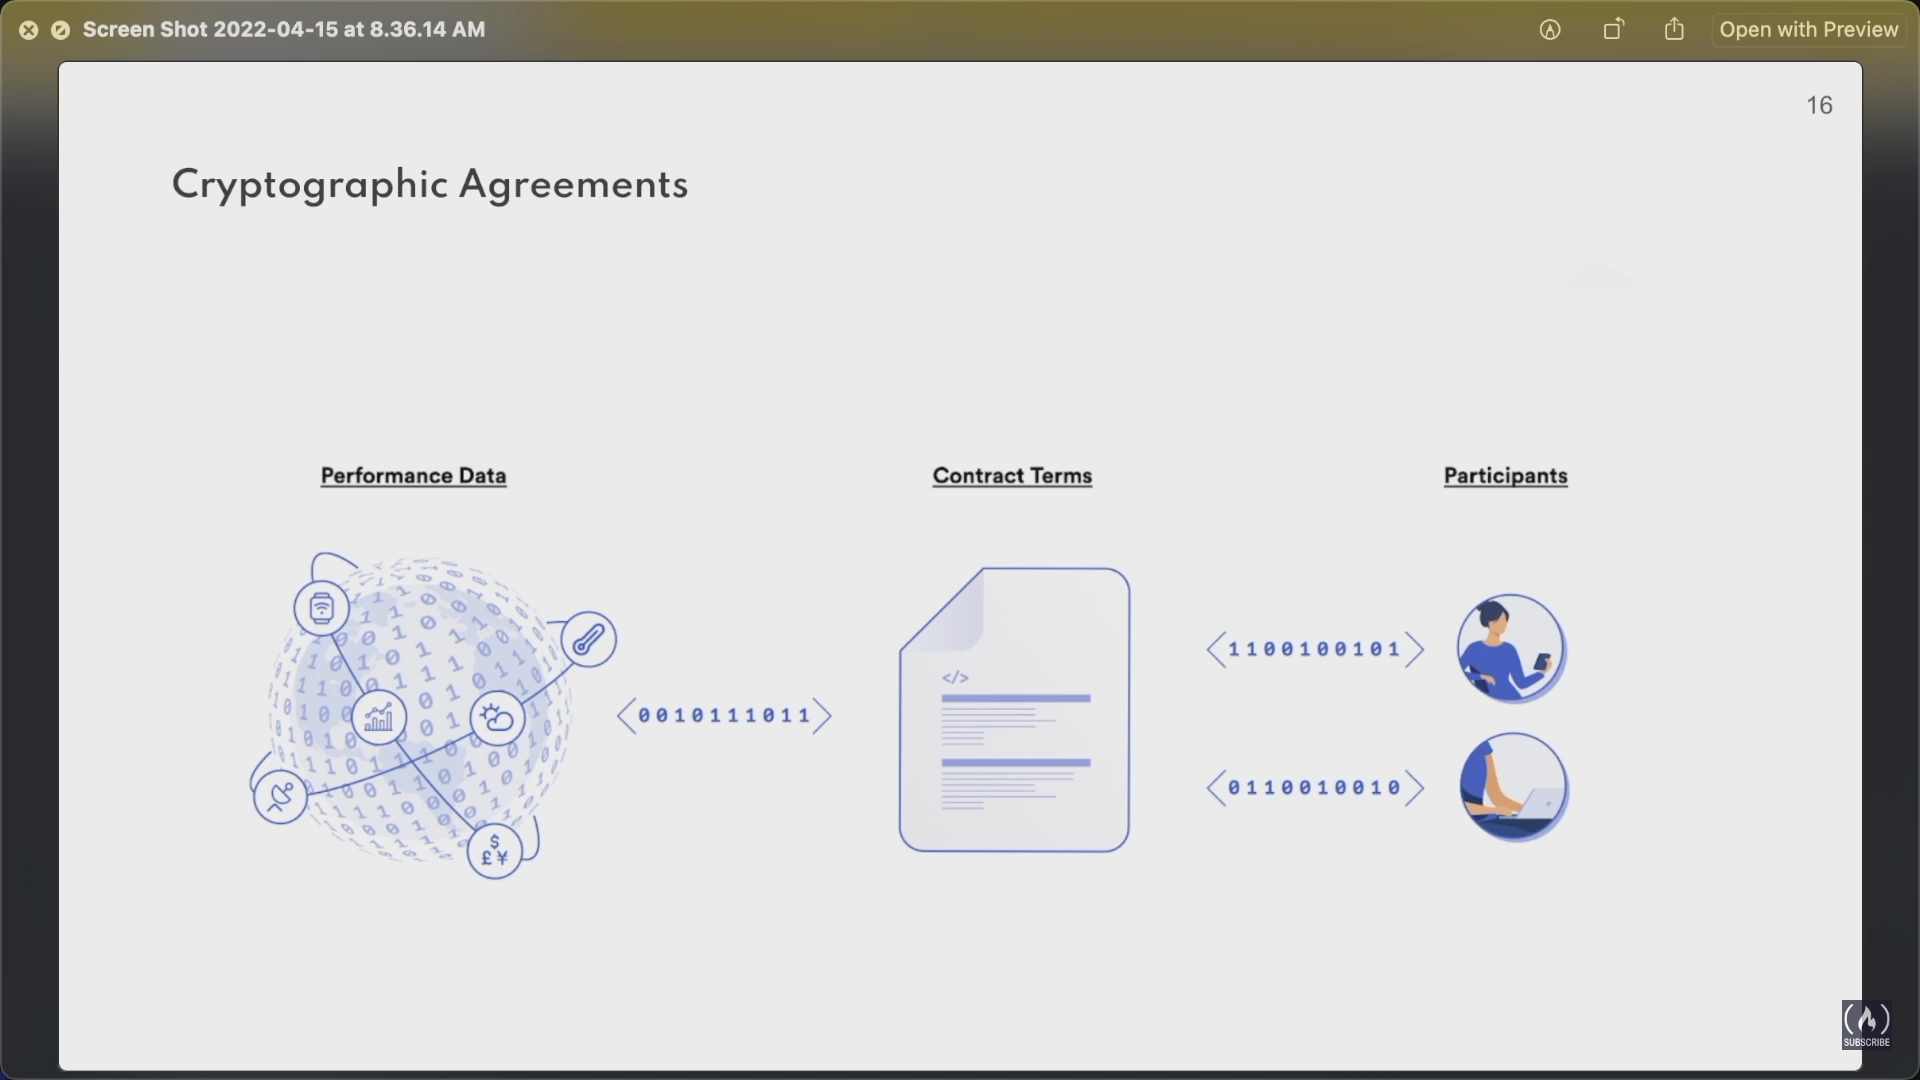 Screen Shot 2022-04-15 at 8.36.14 AM
Open with Preview
16
Cryptographic Agreements
Performance Data
Contract Terms
Participants
0010111011
</>
1100100101
0110010010
$
£¥
SUBSCRIBE